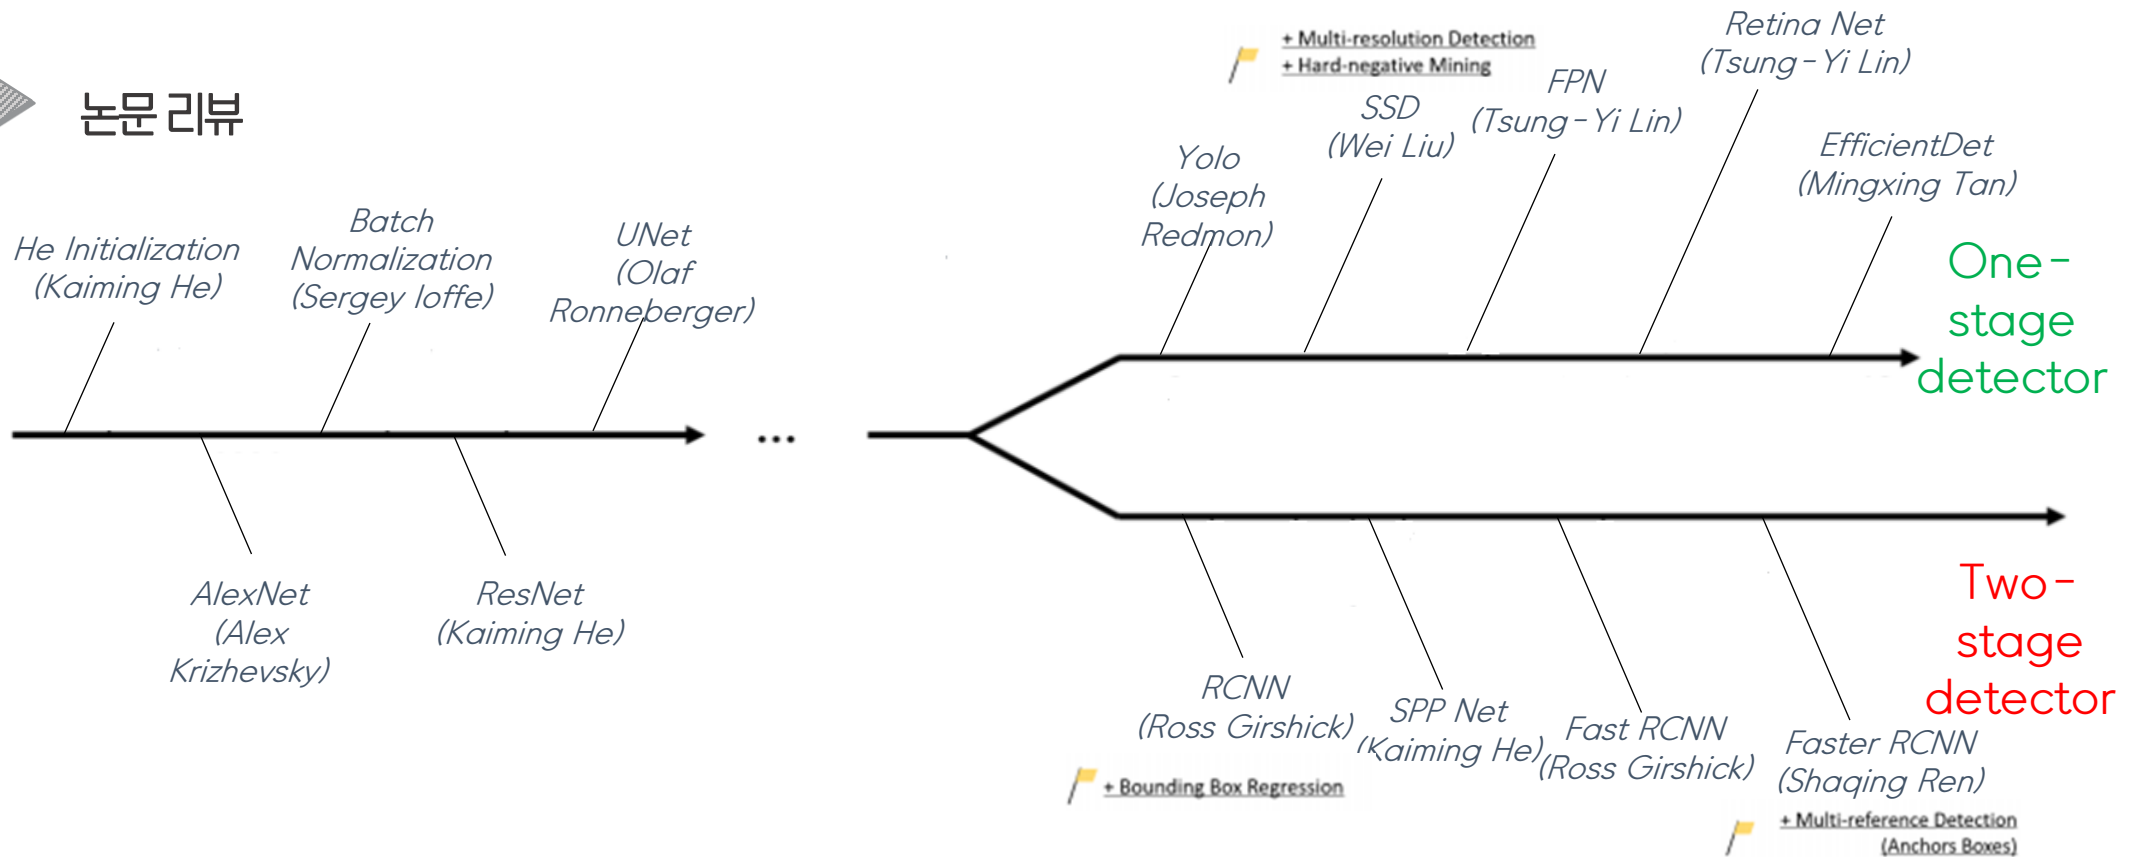 논문 리뷰
He Initialization
(Kaiming He)
Batch
Normalization
(Sergey Ioffe)
UNet
(Olaf
Ronneberger)
AlexNet
(Alex
Krizhevsky)
ResNet
(Kaiming He)
...
+ Multi-resolution Detection
+ Hard-negative Mining
Yolo
(Joseph
Redmon)
SSD
(Wei Liu)
FPN
(Tsung-Yi Lin)
Retina Net
(Tsung-Yi Lin)
EfficientDet
(Mingxing Tan)
One-
stage
detector
RCNN
(Ross Girshick)
+ Bounding Box Regression
SPP Net
(Kaiming He)
Fast RCNN
(Ross Girshick)
Faster RCNN
(Shaqing Ren)
+ Multi-reference Detection
(Anchors Boxes)
Two-
stage
detector